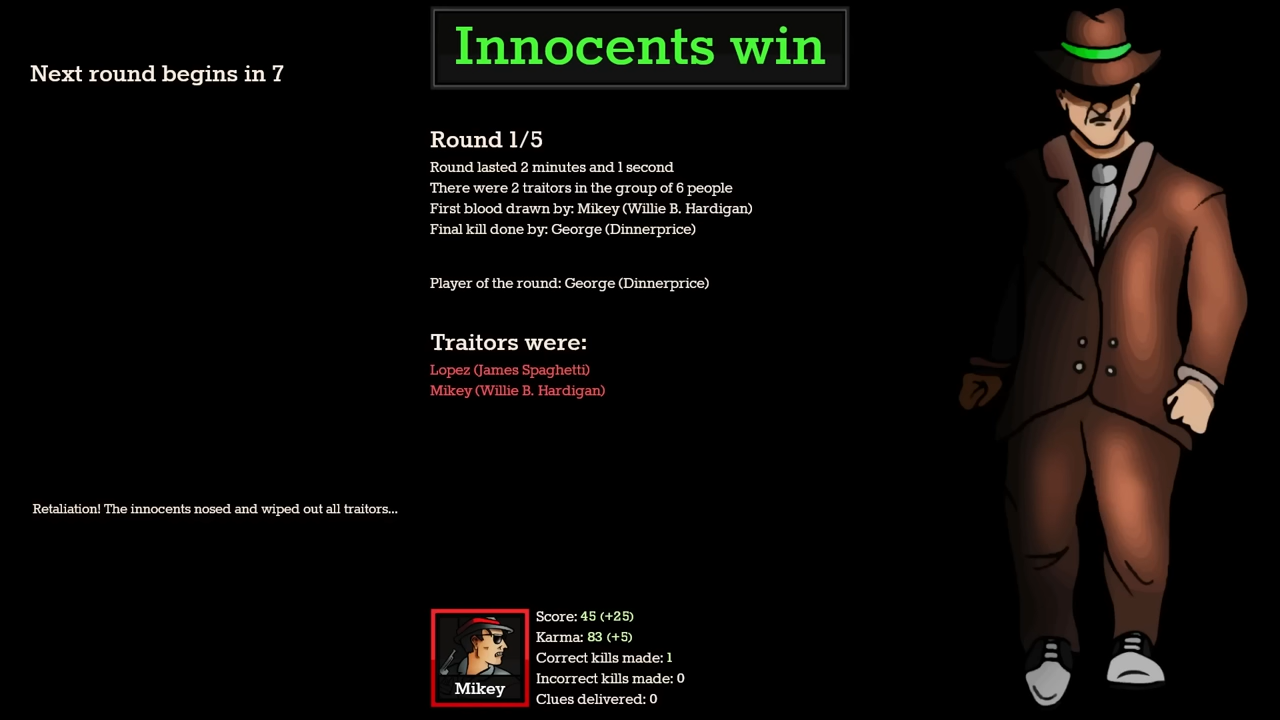 Innocents win
Next round begins in 7
Round 1/5
Round lasted 2 minutes and 1 second
There were 2 traitors in the group of 6 people
First blood drawn by: Mikey (Willie B. Hardigan)
Final kill done by: George (Dinnerprice)
Player of the round: George (Dinnerprice)
Traitors were:
Lopez (James Spaghetti)
Mikey (Willie B. Hardigan)
Retaliation! The innocents nosed and wiped out all traitors...
Score: 45 (+25)
Karma: 83 (+5)
Correct kills made: 1
Incorrect kills made: 0
Clues delivered: 0
Mikey